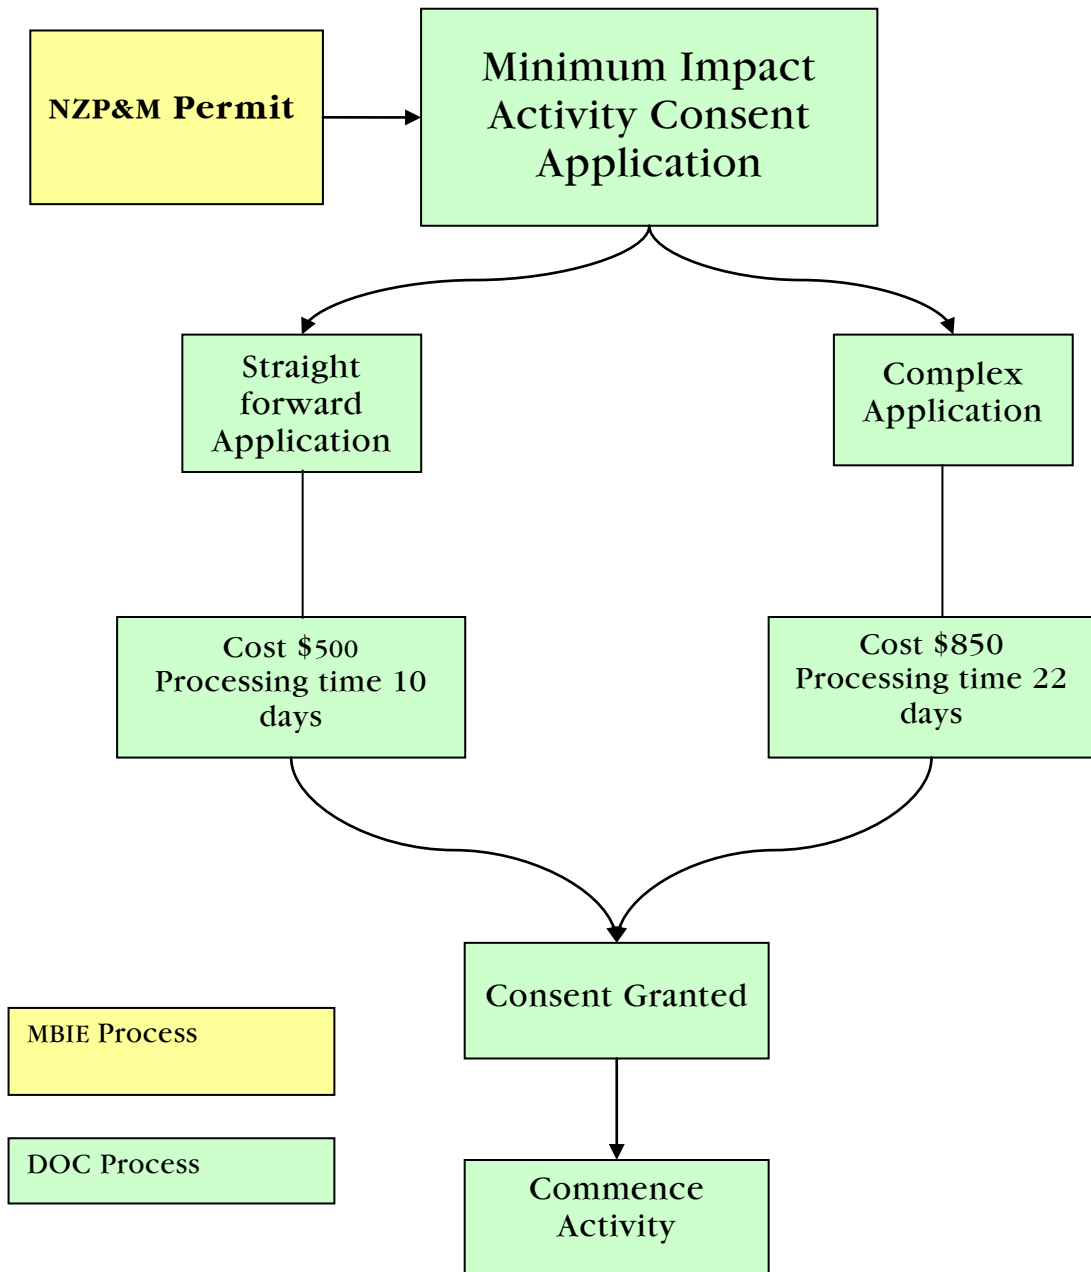 NZP&M Permit
Minimum Impact
Activity Consent
Application
Straight
forward
Application
Complex
Application
Cost $500
Processing time 10
days
Cost $850
Processing time 22
days
Consent Granted
MBIE Process
DOC Process
Commence
Activity